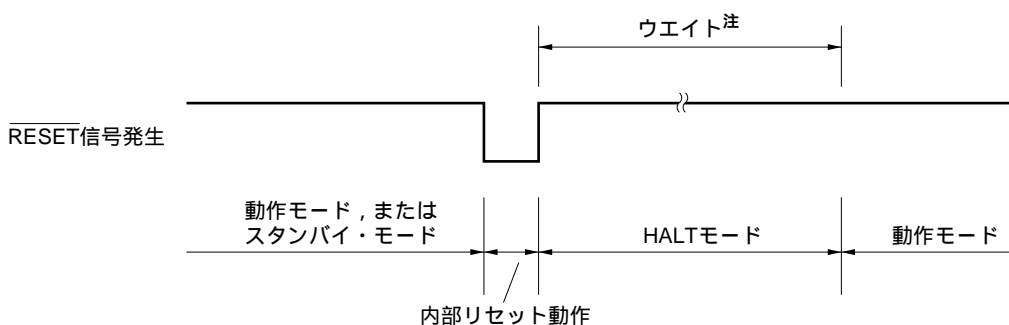 ウエイト注
RESET信号発生
動作モード，または
スタンバイ・モード
HALTモード
動作モード
内部リセット動作